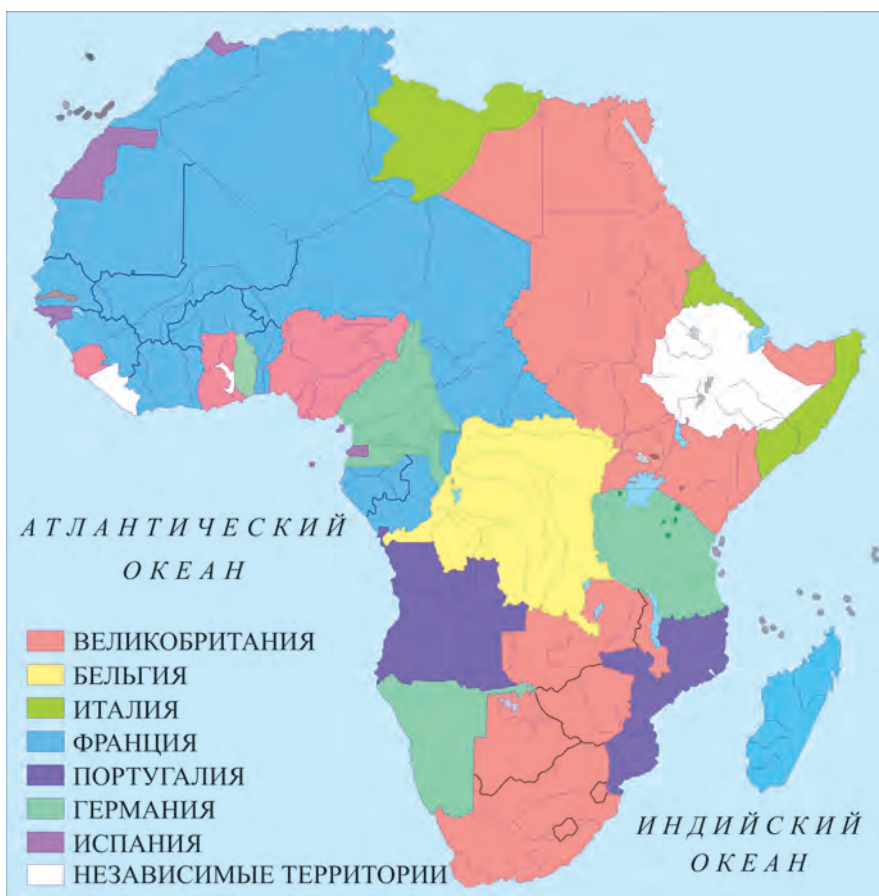 АТЛАНТИЧЕСКИЙ
ОКЕАН
ВЕЛИКОБРИТАНИЯ
БЕЛЬГИЯ
ИТАЛИЯ
ФРАНЦИЯ
ПОРТУГАЛИЯ
ГЕРМАНИЯ
ИСПАНИЯ
НЕЗАВИСИМЫЕ ТЕРРИТОРИИ
ИНДИЙСКИЙ
ОКЕАН